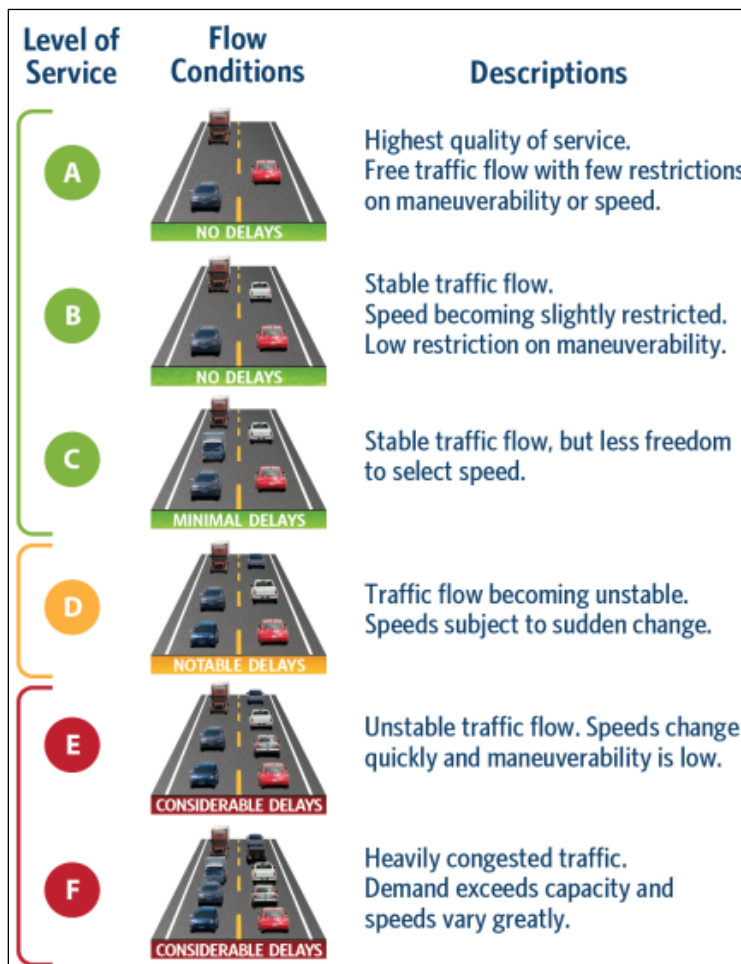 Level of
Service
Flow
Conditions
Descriptions
A
NO DELAYS
Highest quality of service.
Free traffic flow with few restrictions
on maneuverability or speed.
B
NO DELAYS
Stable traffic flow.
Speed becoming slightly restricted.
Low restriction on maneuverability.
C
MINIMAL DELAYS
Stable traffic flow, but less freedom
to select speed.
D
NOTABLE DELAYS
Traffic flow becoming unstable.
Speeds subject to sudden change.
E
CONSIDERABLE DELAYS
Unstable traffic flow. Speeds change
quickly and maneuverability is low.
F
CONSIDERABLE DELAYS
Heavily congested traffic.
Demand exceeds capacity and
speeds vary greatly.